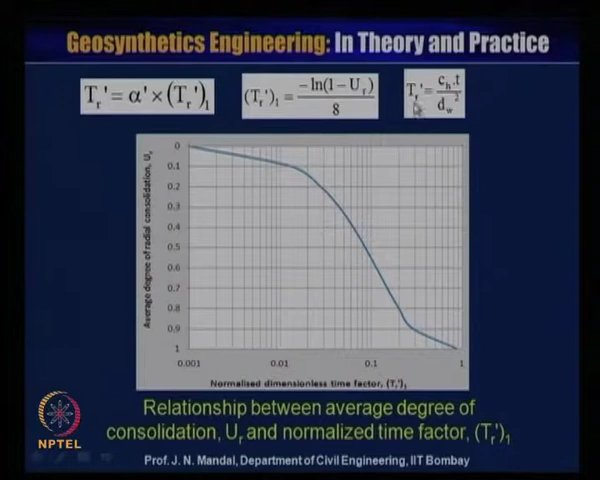 Geosynthetics Engineering: In Theory and Practice
T_r' = α' × (T_r')_1
(T_r')_1 = -ln(1 - U_r) / 8
T_r' = c_h.t / d_w^2
0
0.1
0.2
0.3
0.4
0.5
0.6
0.7
0.8
0.9
1
Average degree of radial consolidation, U_r
0.001 0.01 0.1 1
Normalised dimensionless time factor, (T_r')_1
Relationship between average degree of
consolidation, U_r and normalized time factor, (T_r')_1
NPTEL
Prof. J. N. Mandal, Department of Civil Engineering, IIT Bombay